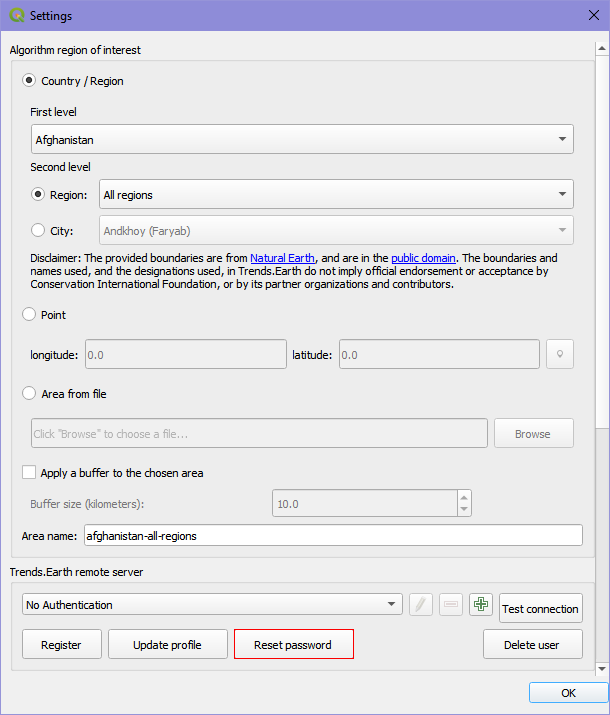 Settings
Algorithm region of interest
Country / Region
First level
Afghanistan
Second level
Region: All regions
City: Andkhoy (Faryab)
Disclaimer: The provided boundaries are from Natural Earth, and are in the public domain. The boundaries and
names used, and the designations used, in Trends.Earth do not imply official endorsement or acceptance by
Conservation International Foundation, or by its partner organizations and contributors.
Point
longitude: 0.0 latitude: 0.0
Area from file
Click "Browse" to choose a file... Browse
Apply a buffer to the chosen area
Buffer size (kilometers): 10.0
Area name: afghanistan-all-regions
Trends.Earth remote server
No Authentication Test connection
Register Update profile Reset password Delete user
OK